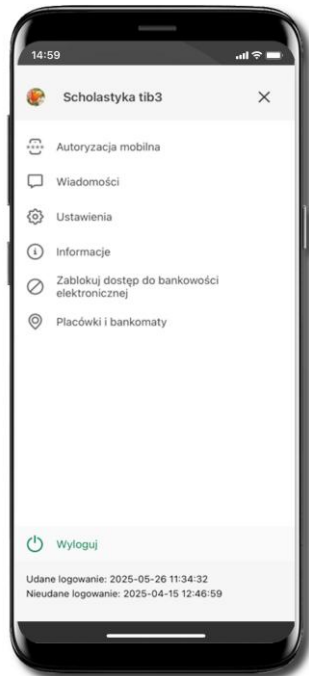 14:59
Scholastyka tib3
Autoryzacja mobilna
Wiadomości
Ustawienia
Informacje
Zablokuj dostęp do bankowości
elektronicznej
Placówki i bankomaty
Wyloguj
Udane logowanie: 2025-05-26 11:34:32
Nieudane logowanie: 2025-04-15 12:46:59